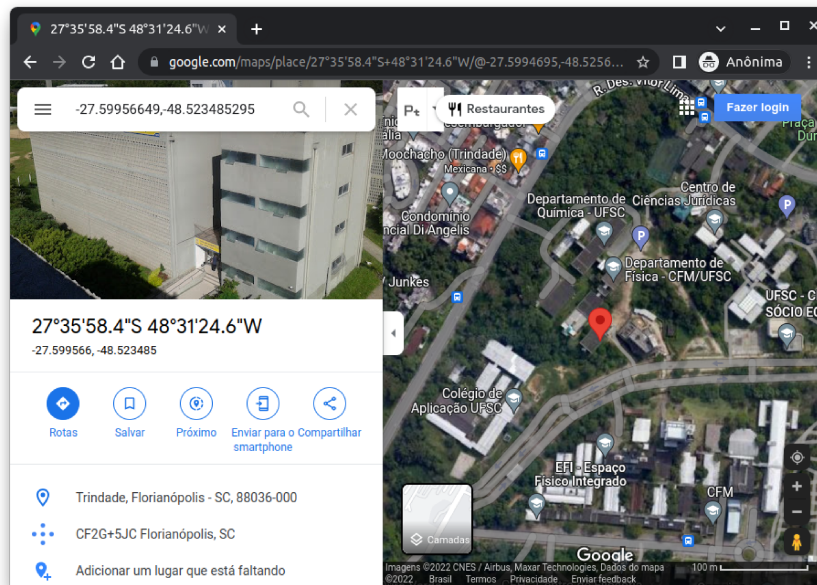 27°35'58.4"S 48°31'24.6"W
google.com/maps/place/27°35'58.4"S+48°31'24.6"W/@-27.5994695,-48.5256...
Anônima
-27.59956649,-48.523485295
Restaurantes
Fazer login
R. Des. Vitor Lima
Moochacho (Trindade)
Mexicana - $$
Condomínio
ncial Di Angelis
Junkes
Departamento de
Química - UFSC
Centro de
Ciências Jurídicas
Departamento de
Física - CFM/UFSC
UFSC - C
SÓCIO EC
Colégio de
Aplicação UFSC
EFI - Espaço
Físico Integrado
CFM
27°35'58.4"S 48°31'24.6"W
-27.599566, -48.523485
Rotas
Salvar
Próximo
Enviar para o
smartphone
Compartilhar
Trindade, Florianópolis - SC, 88036-000
CF2G+5JC Florianópolis, SC
Adicionar um lugar que está faltando
Camadas
Google
Imagens ©2022 CNES / Airbus, Maxar Technologies, Dados do mapa
©2022
Brasil
Termos
Privacidade
Enviar feedback
100 m